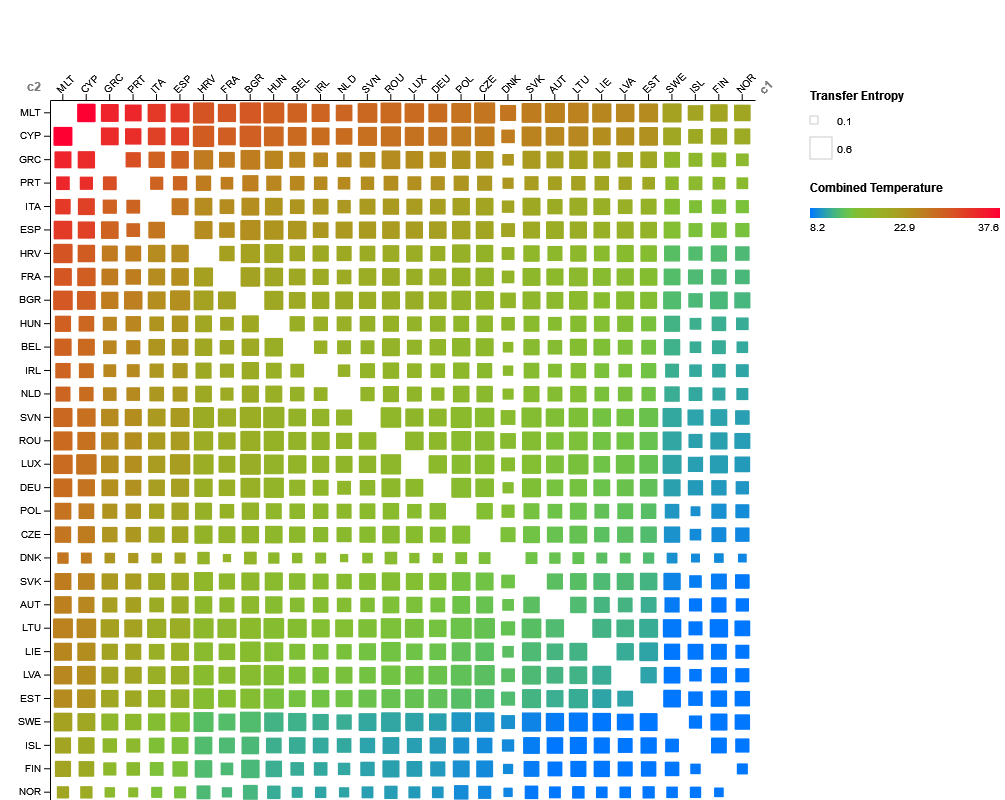 c2
MLT CYP GRC PRT ITA ESP HRV FRA BGR HUN BEL IRL NLD SVN ROU LUX DEU POL CZE DNK SVK AUT LTU LIE LVA EST SWE ISL FIN NOR
c1
MLT
CYP
GRC
PRT
ITA
ESP
HRV
FRA
BGR
HUN
BEL
IRL
NLD
SVN
ROU
LUX
DEU
POL
CZE
DNK
SVK
AUT
LTU
LIE
LVA
EST
SWE
ISL
FIN
NOR
Transfer Entropy
0.1
0.6
Combined Temperature
8.2 22.9 37.6